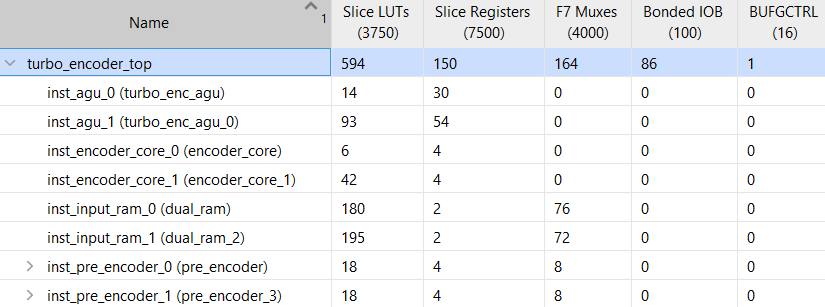 Name 1 Slice LUTs (3750) Slice Registers (7500) F7 Muxes (4000) Bonded IOB (100) BUFGCTRL (16)
turbo_encoder_top 594 150 164 86 1
inst_agu_0 (turbo_enc_agu) 14 30 0 0 0
inst_agu_1 (turbo_enc_agu_0) 93 54 0 0 0
inst_encoder_core_0 (encoder_core) 6 4 0 0 0
inst_encoder_core_1 (encoder_core_1) 42 4 0 0 0
inst_input_ram_0 (dual_ram) 180 2 76 0 0
inst_input_ram_1 (dual_ram_2) 195 2 72 0 0
inst_pre_encoder_0 (pre_encoder) 18 4 8 0 0
inst_pre_encoder_1 (pre_encoder_3) 18 4 8 0 0